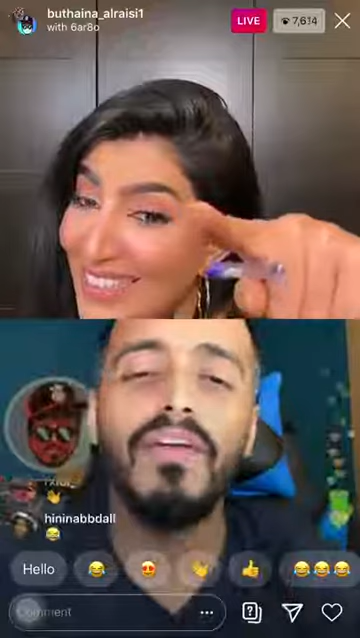 buthaina_alraisi1
with 6ar8o
LIVE
7,614
hininabbdall
Hello
Comment